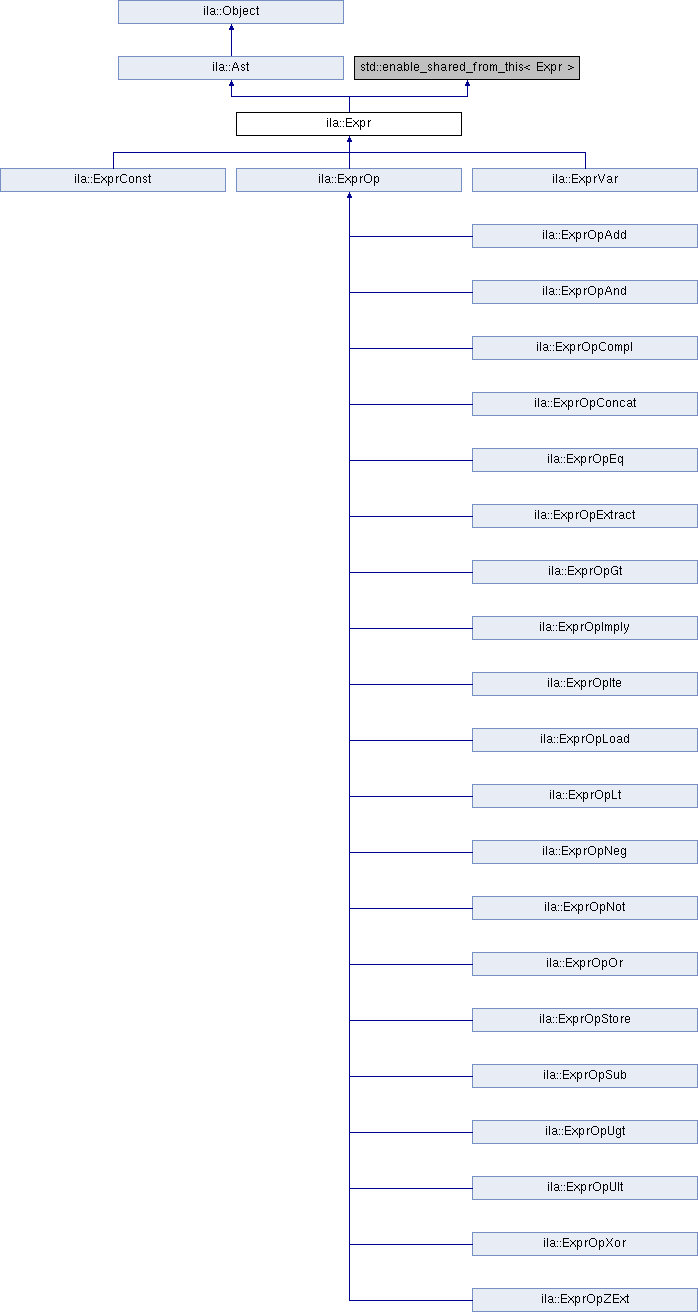 ila::Object
ila::Ast
std::enable_shared_from_this< Expr >
ila::Expr
ila::ExprConst
ila::ExprOp
ila::ExprVar
ila::ExprOpAdd
ila::ExprOpAnd
ila::ExprOpCompl
ila::ExprOpConcat
ila::ExprOpEq
ila::ExprOpExtract
ila::ExprOpGt
ila::ExprOpImply
ila::ExprOpIte
ila::ExprOpLoad
ila::ExprOpLt
ila::ExprOpNeg
ila::ExprOpNot
ila::ExprOpOr
ila::ExprOpStore
ila::ExprOpSub
ila::ExprOpUgt
ila::ExprOpUlt
ila::ExprOpXor
ila::ExprOpZExt